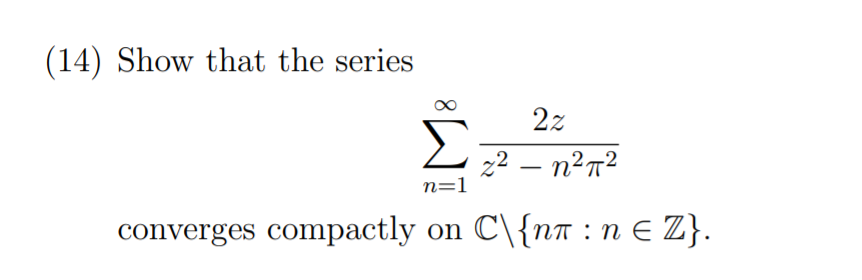 (14) Show that the series
∞
∑
n=1
2z
z² − n²π²
converges compactly on ℂ\{nπ : n ∈ ℤ}.